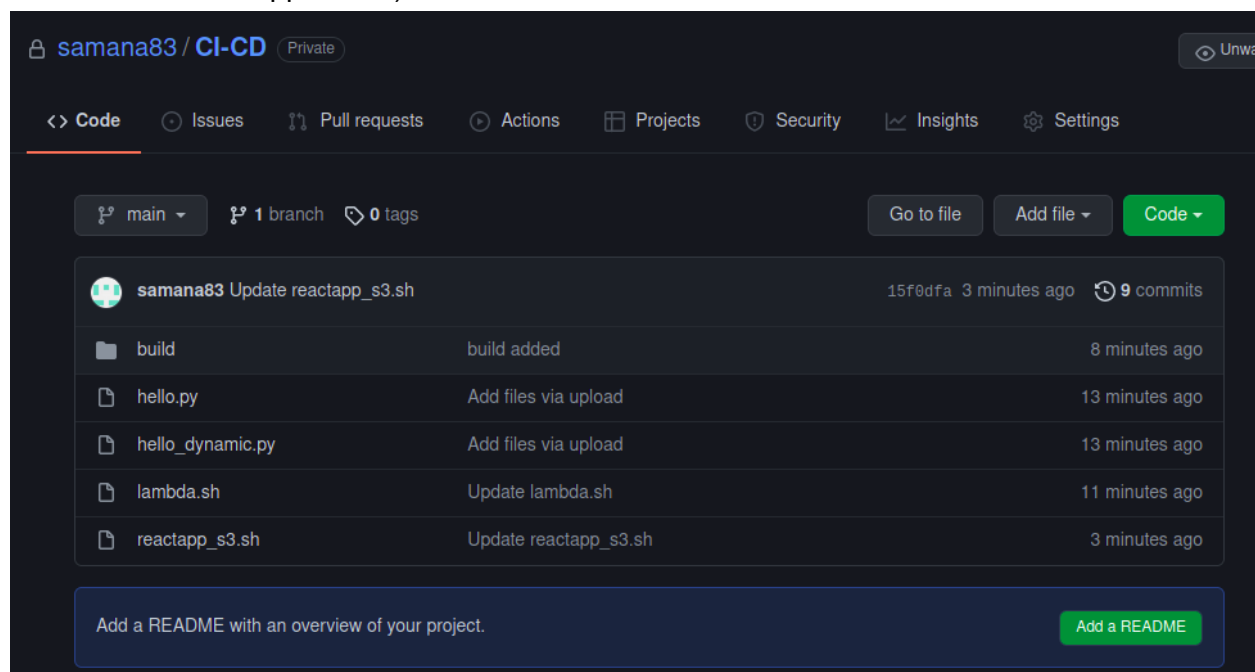 samana83 / CI-CD Private
Unwa
<> Code Issues Pull requests Actions Projects Security Insights Settings
main 1 branch 0 tags Go to file Add file Code
samana83 Update reactapp_s3.sh 15f0dfa 3 minutes ago 9 commits
build build added 8 minutes ago
hello.py Add files via upload 13 minutes ago
hello_dynamic.py Add files via upload 13 minutes ago
lambda.sh Update lambda.sh 11 minutes ago
reactapp_s3.sh Update reactapp_s3.sh 3 minutes ago
Add a README with an overview of your project. Add a README